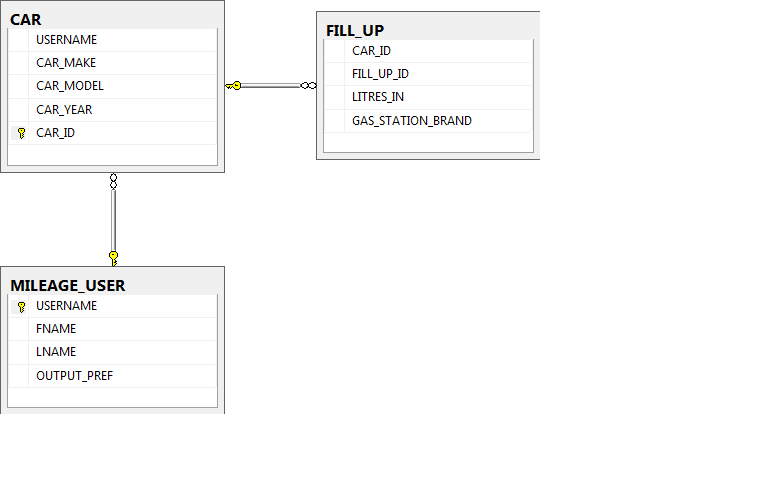 CAR
USERNAME
CAR_MAKE
CAR_MODEL
CAR_YEAR
CAR_ID
FILL_UP
CAR_ID
FILL_UP_ID
LITRES_IN
GAS_STATION_BRAND
MILEAGE_USER
USERNAME
FNAME
LNAME
OUTPUT_PREF